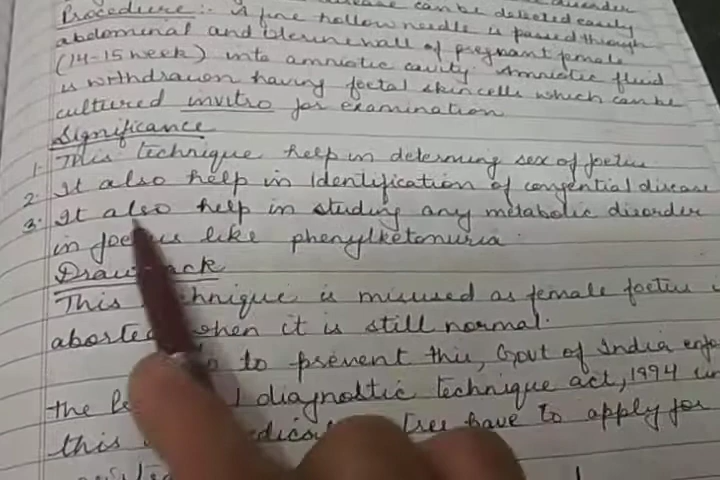 can be detected easily
Procedure:- A fine hollow needle is passed through
abdominal and uterine wall of pregnant female
(14-15 week) into amniotic cavity. Amniotic fluid
is withdrawn having foetal skin cells which can be
cultured invitro for examination
Significance
1. This technique help in determing sex of foetus
2. It also help in Identification of congential disease
3. It also help in studing any metabolic disorder
in foetus like phenylketonuria.
Drawback
This technique is misused as female foetus
aborted when it is still normal.
to prevent this, Govt of India
the diagnostic technique act, 1994
this have to apply for